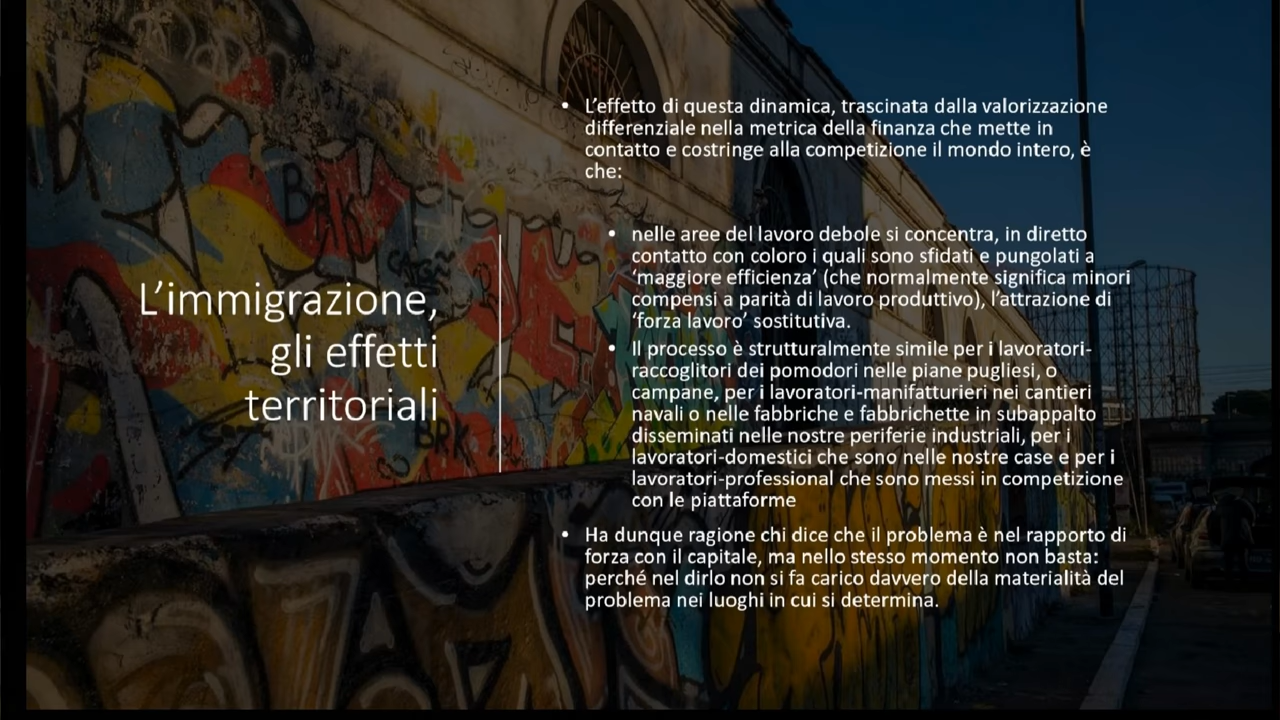 L'immigrazione,
gli effetti
territoriali
• L'effetto di questa dinamica, trascinata dalla valorizzazione
differenziale nella metrica della finanza che mette in
contatto e costringe alla competizione il mondo intero, è
che:
• nelle aree del lavoro debole si concentra, in diretto
contatto con coloro i quali sono sfidati e pungolati a
'maggiore efficienza' (che normalmente significa minori
compensi a parità di lavoro produttivo), l'attrazione di
'forza lavoro' sostitutiva.
• Il processo è strutturalmente simile per i lavoratori-
raccoglitori dei pomodori nelle piane pugliesi, o
campane, per i lavoratori-manifatturieri nei cantieri
navali o nelle fabbriche e fabbrichette in subappalto
disseminati nelle nostre periferie industriali, per i
lavoratori-domestici che sono nelle nostre case e per i
lavoratori-professional che sono messi in competizione
con le piattaforme
• Ha dunque ragione chi dice che il problema è nel rapporto di
forza con il capitale, ma nello stesso momento non basta:
perché nel dirlo non si fa carico davvero della materialità del
problema nei luoghi in cui si determina.
BRK
BRK